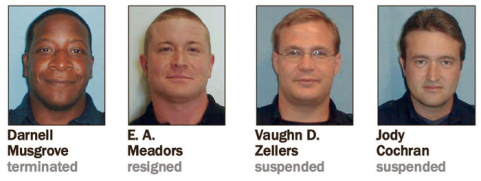 Darnell
Musgrove
terminated
E. A.
Meadors
resigned
Vaughn D.
Zellers
suspended
Jody
Cochran
suspended